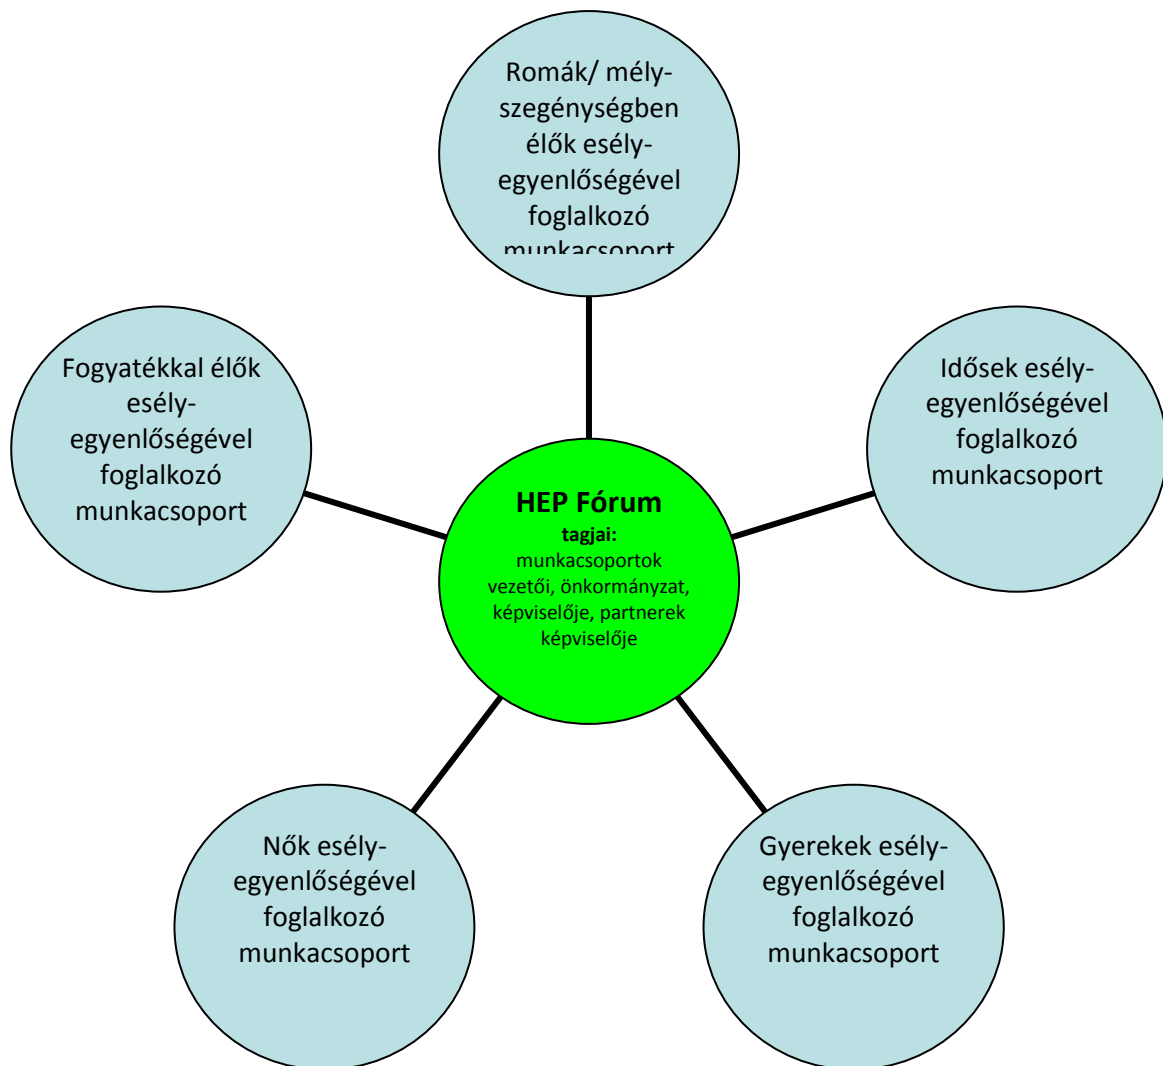 Romák/ mély-
szegénységben
élők esély-
egyenlőségével
foglalkozó
munkacsoport
Fogyatékkal élők
esély-
egyenlőségével
foglalkozó
munkacsoport
Idősek esély-
egyenlőségével
foglalkozó
munkacsoport
HEP Fórum
tagjai:
munkacsoportok
vezetői, önkormányzat,
képviselője, partnerek
képviselője
Nők esély-
egyenlőségével
foglalkozó
munkacsoport
Gyerekek esély-
egyenlőségével
foglalkozó
munkacsoport